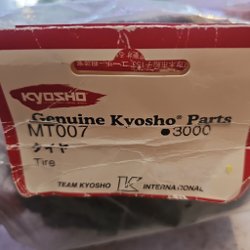 KYOSHO
Genuine Kyosho® Parts
MT007 ●3000
タイヤ
Tire
TEAM KYOSHO K INTERNATIONAL